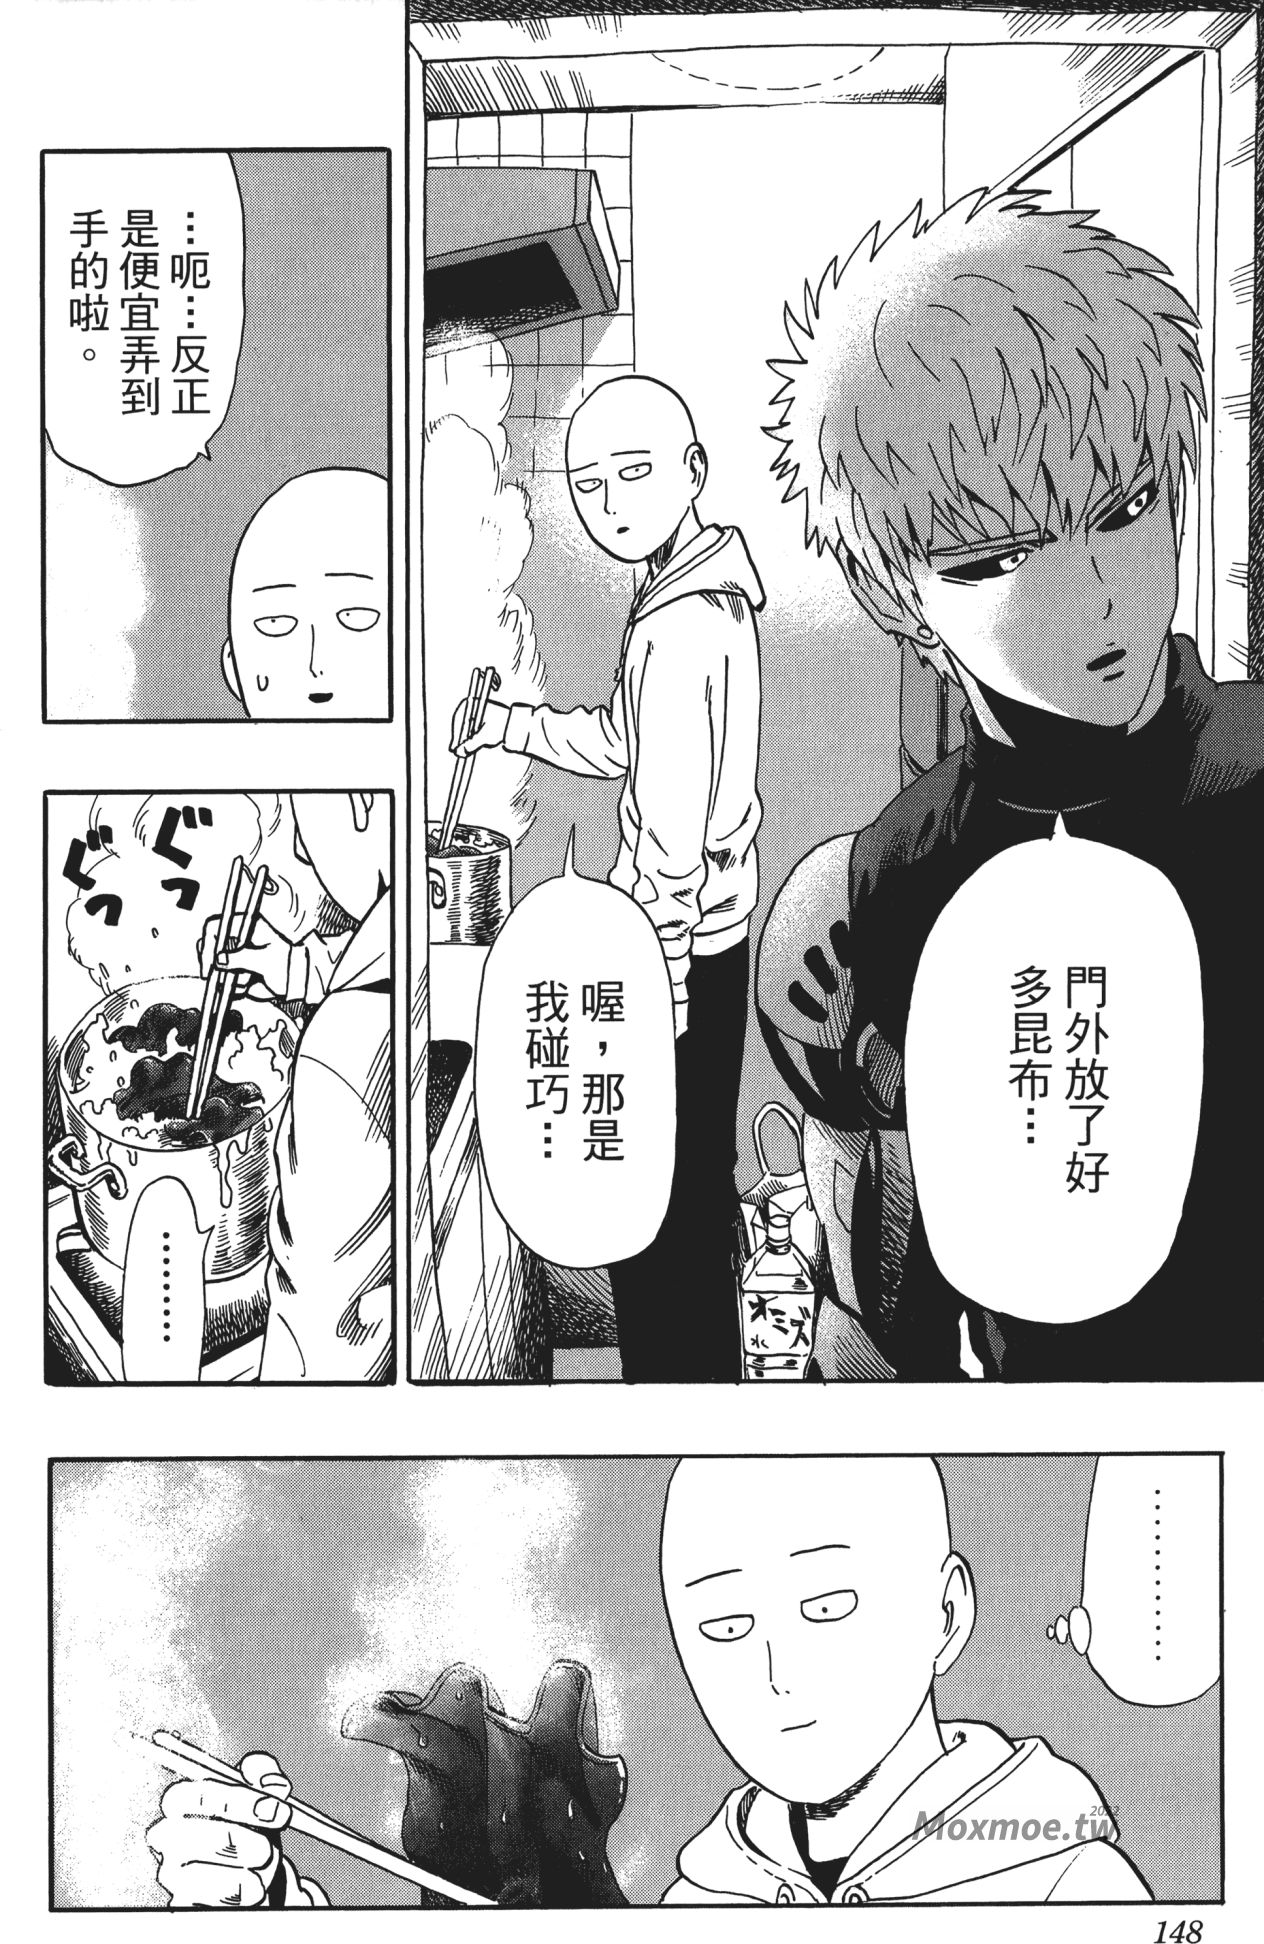 門外放了好
多昆布…
喔，那是
我碰巧…
オミズ
水
…呃…反正
是便宜弄到
手的啦。
ぐっ
ぐっ
………
…………
Moxmoe.tw
148